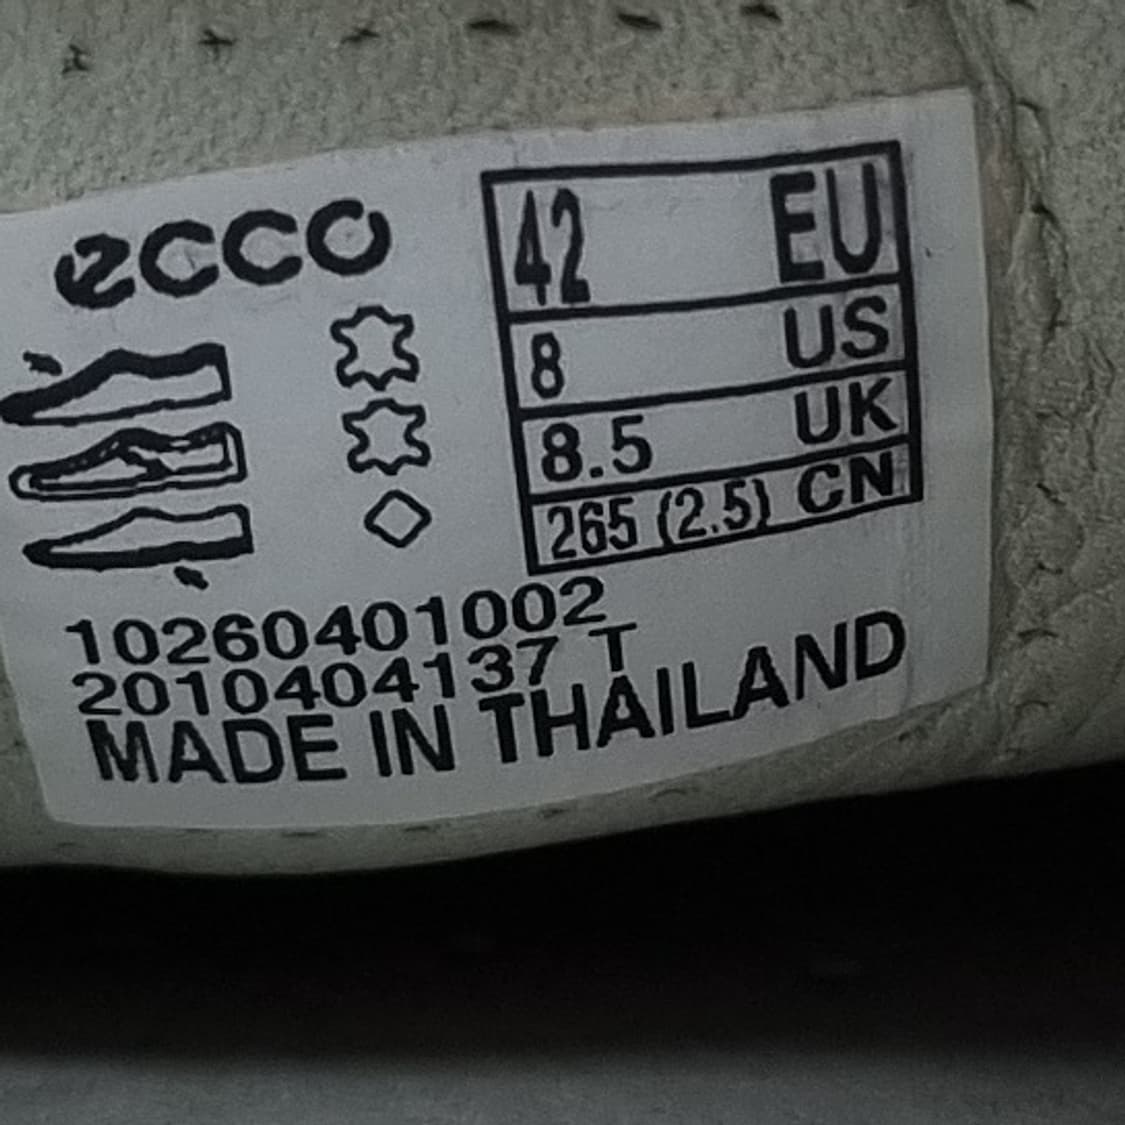 ecco
42 EU
8 US
8.5 UK
265 (2.5) CN
10260401002
2010404137 T
MADE IN THAILAND